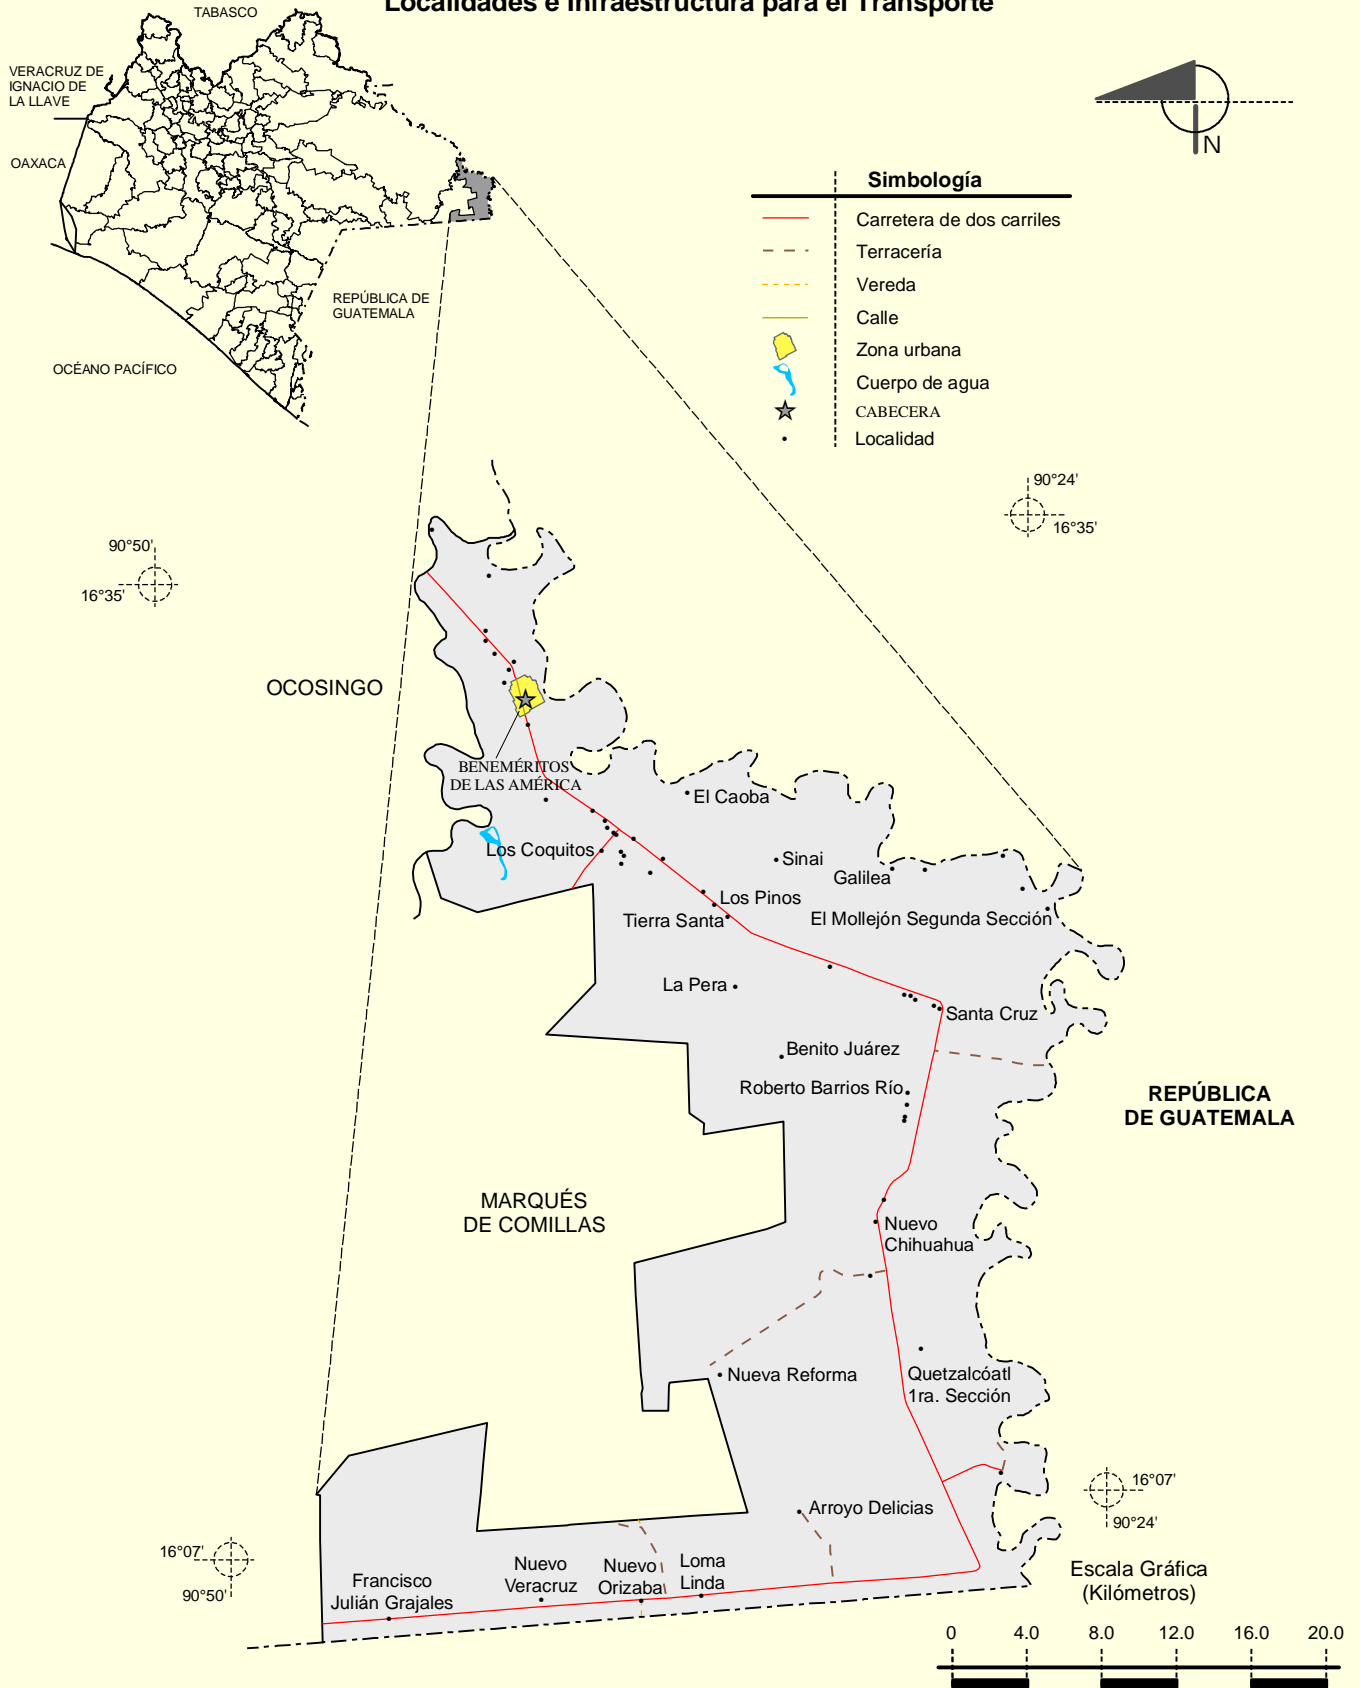 Localidades e Infraestructura para el Transporte
TABASCO
VERACRUZ DE
IGNACIO DE
LA LLAVE
OAXACA
REPÚBLICA DE
GUATEMALA
OCÉANO PACÍFICO
N
Simbología
Carretera de dos carriles
Terracería
Vereda
Calle
Zona urbana
Cuerpo de agua
CABECERA
Localidad
90°24'
16°35'
90°50'
16°35'
OCOSINGO
BENEMÉRITOS
DE LAS AMÉRICA
El Caoba
Los Coquitos
Sinai
Galilea
Los Pinos
Tierra Santa
El Mollejón Segunda Sección
La Pera
Santa Cruz
Benito Juárez
Roberto Barrios Río
REPÚBLICA
DE GUATEMALA
MARQUÉS
DE COMILLAS
Nuevo
Chihuahua
Nueva Reforma
Quetzalcóatl
1ra. Sección
16°07'
90°24'
Arroyo Delicias
16°07'
90°50'
Francisco
Julián Grajales
Nuevo
Veracruz
Nuevo
Orizaba
Loma
Linda
Escala Gráfica
(Kilómetros)
0 4.0 8.0 12.0 16.0 20.0